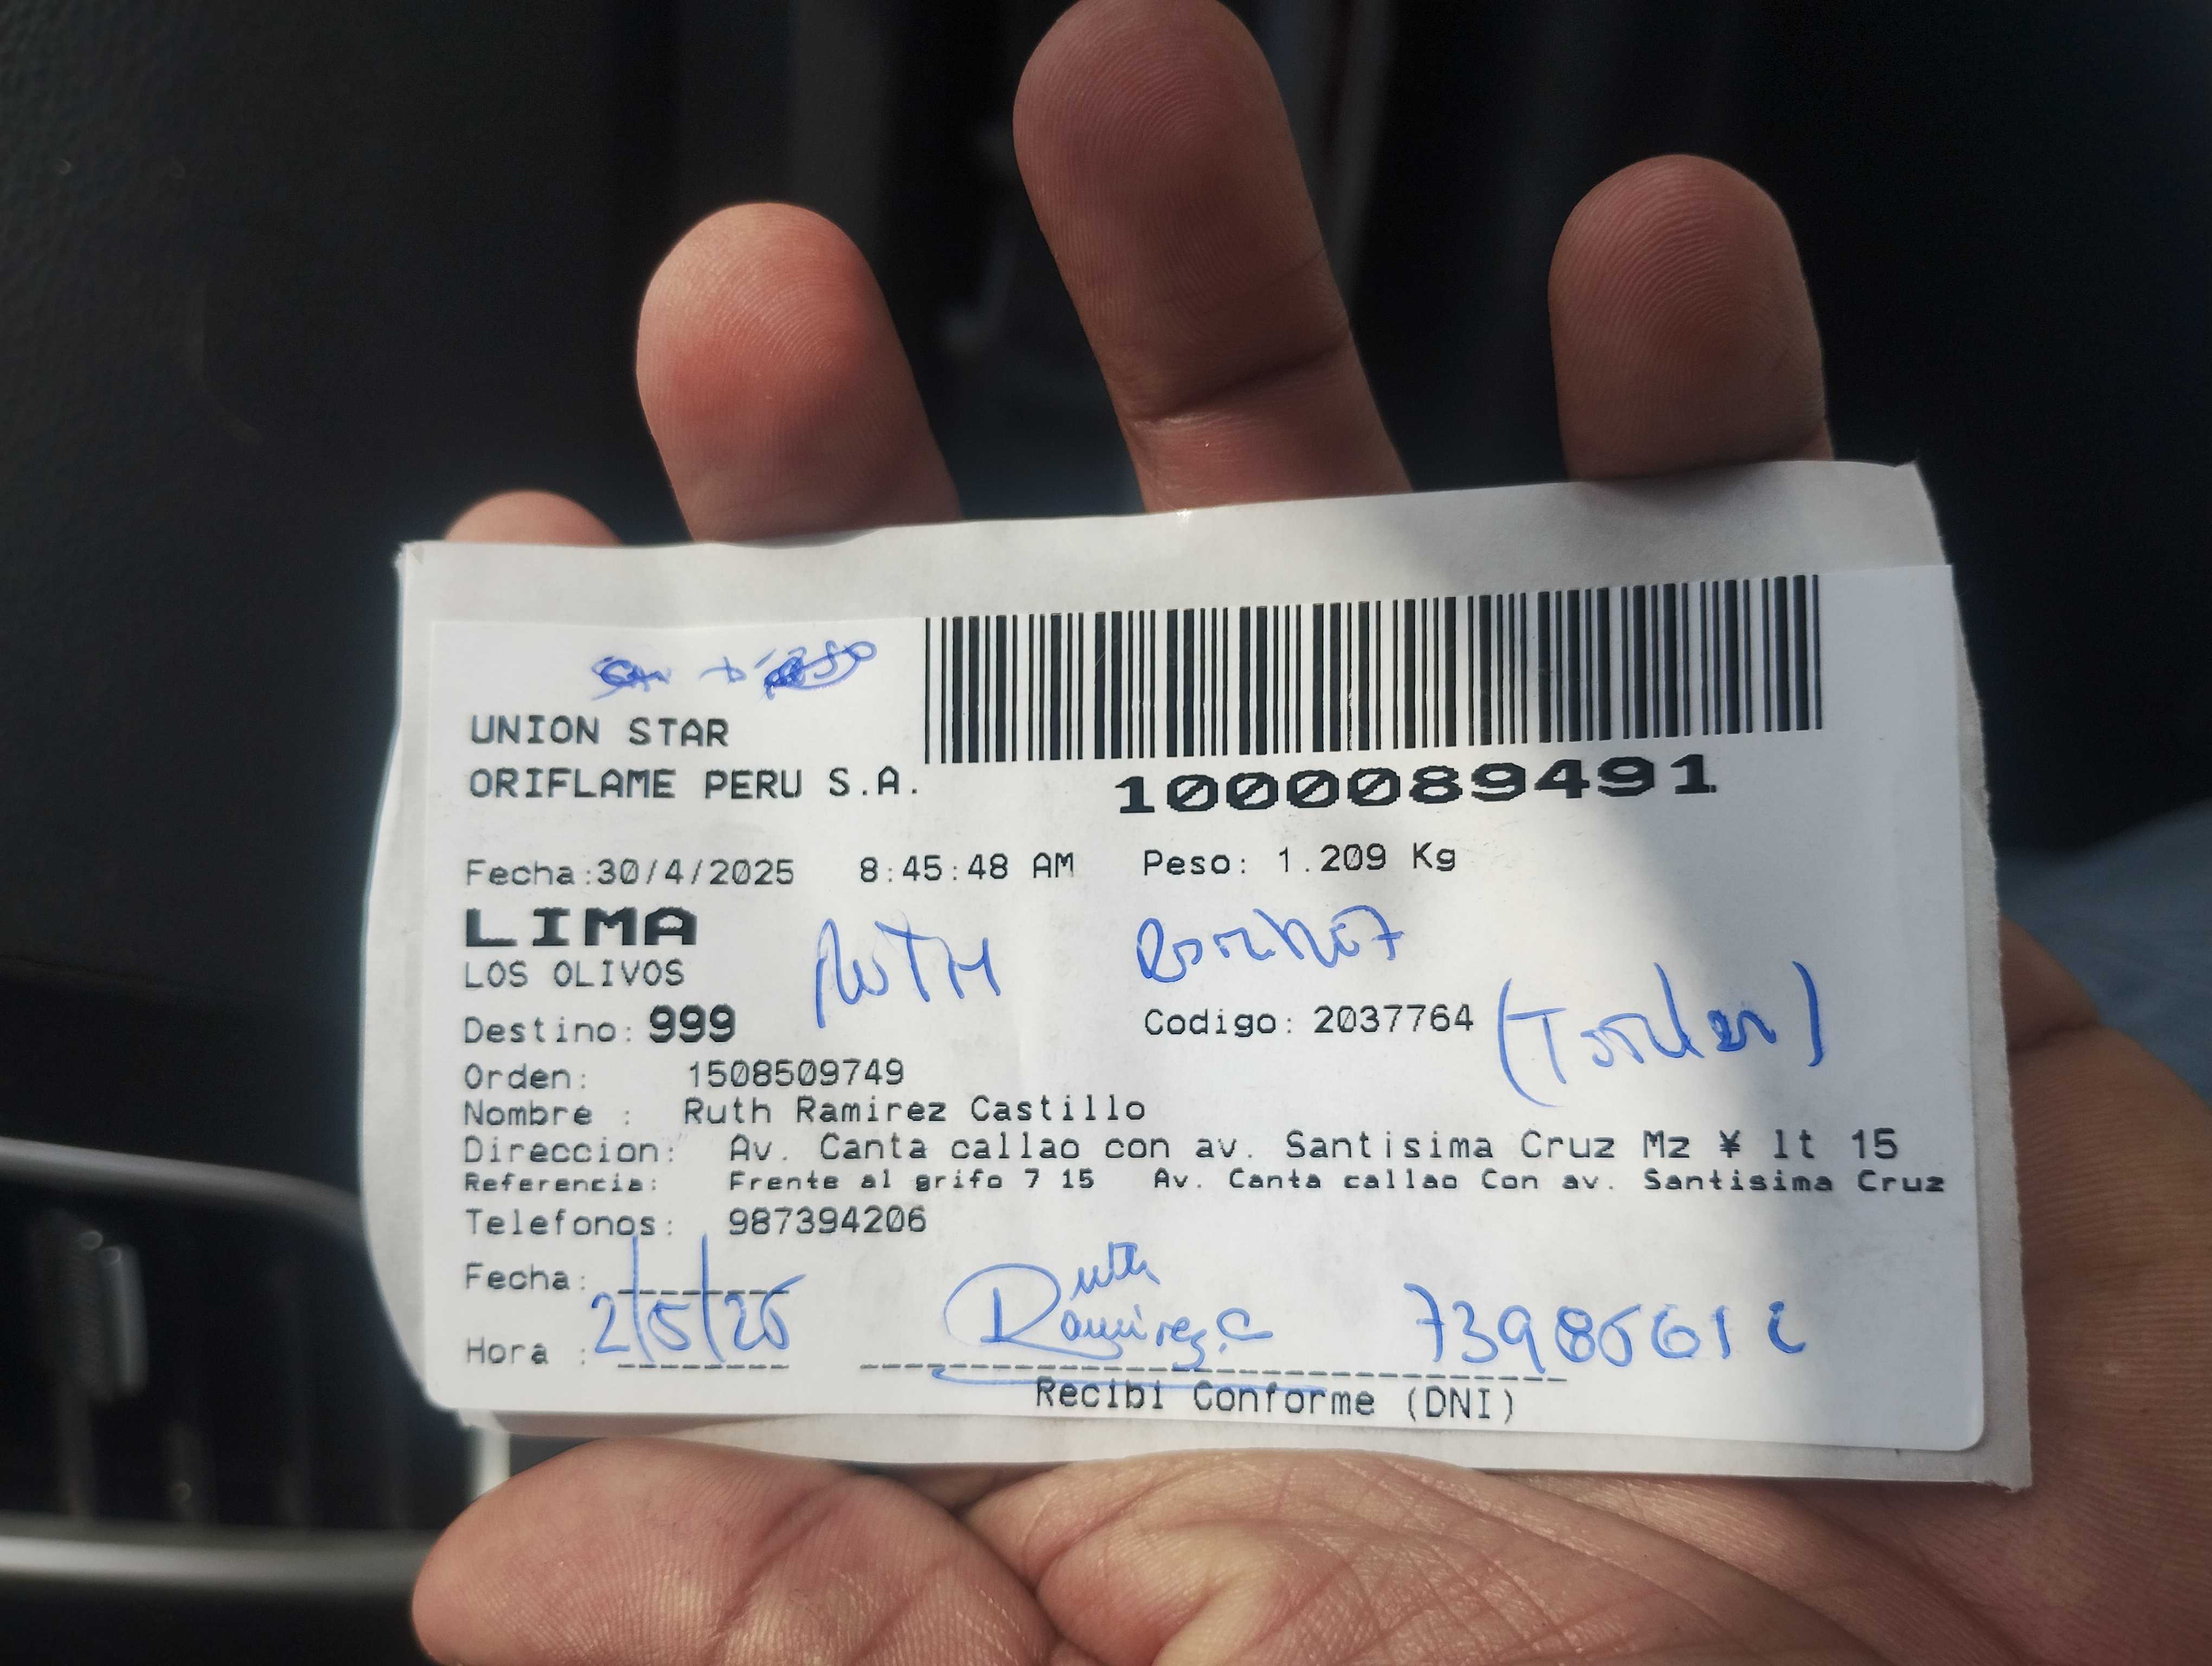 UNION STAR
ORIFLAME PERU S.A.
1000089491
Fecha:30/4/2025 8:45:48 AM Peso: 1.209 Kg
LIMA
RUTH
LOS OLIVOS
Destino: 999 Codigo: 2037764
Orden: 1508509749
Nombre : Ruth Ramirez Castillo
Direccion: Av. Canta callao con av. Santisima Cruz Mz ¥ lt 15
Referencia: Frente al grifo 7 15 Av. Canta callao Con av. Santisima Cruz
Telefonos: 987394206
Fecha: 2/5/25
Ruth
Ramirez.C
Hora :
Recibi Conforme (DNI)